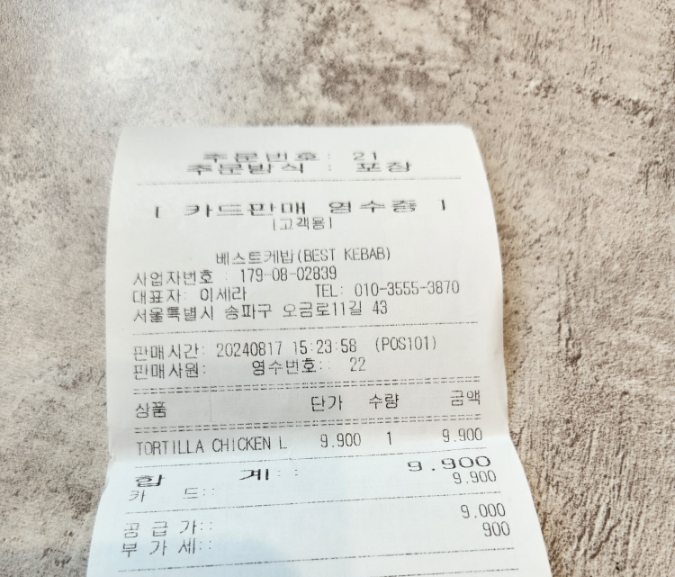 주문번호 : 21
주문방식 : 포장
[ 카드판매 영수증 ]
[고객용]
베스트케밥(BEST KEBAB)
사업자번호 : 179-08-02839
대표자: 이세라 TEL: 010-3555-3870
서울특별시 송파구 오금로11길 43
판매시간: 20240817 15:23:58 (POS101)
판매사원: 영수번호:: 22
상품 단가 수량 금액
TORTILLA CHICKEN L 9.900 1 9.900
합 계:: 9.900
카 드:: 9.900
공급가:: 9.000
부가세:: 900